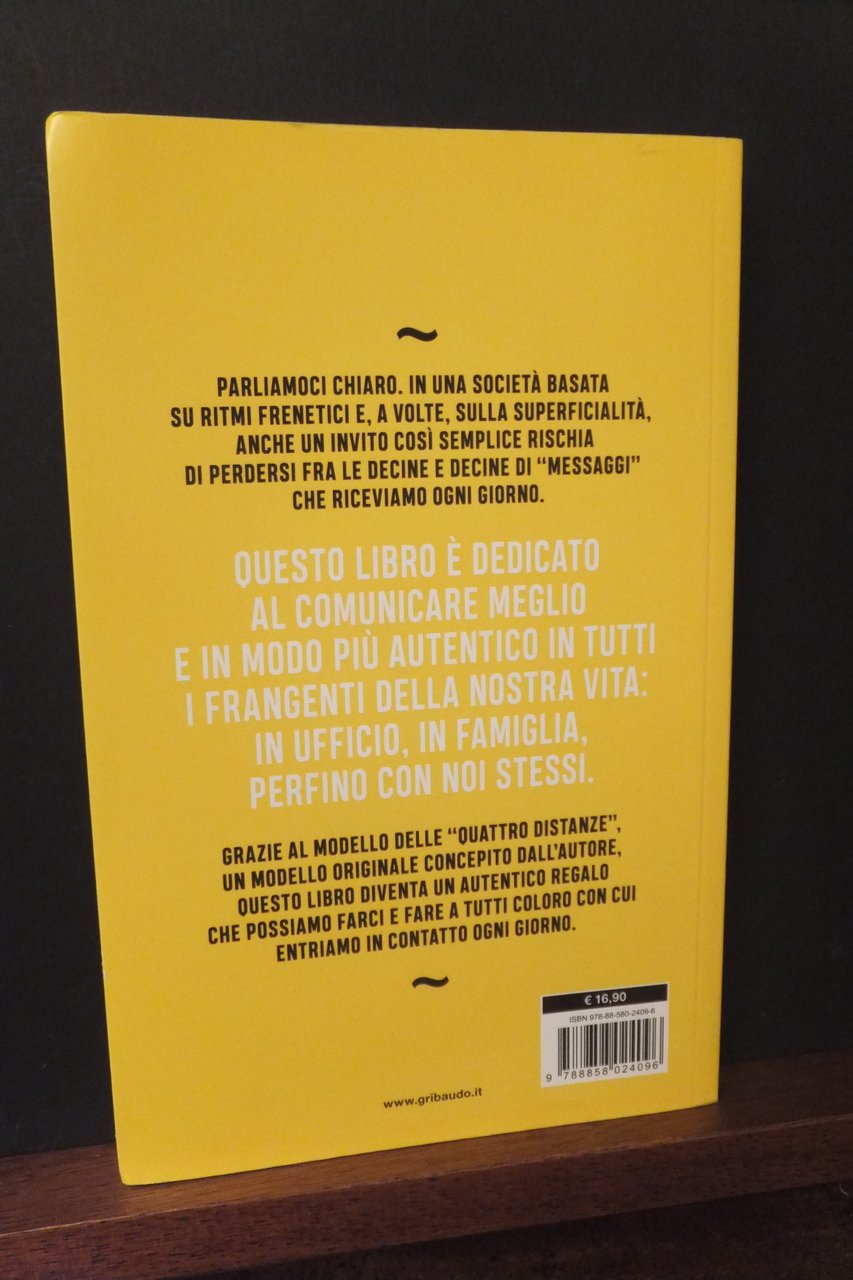 ~
PARLIAMOCI CHIARO. IN UNA SOCIETÀ BASATA
SU RITMI FRENETICI E, A VOLTE, SULLA SUPERFICIALITÀ,
ANCHE UN INVITO COSÌ SEMPLICE RISCHIA
DI PERDERSI FRA LE DECINE E DECINE DI “MESSAGGI”
CHE RICEVIAMO OGNI GIORNO.
QUESTO LIBRO È DEDICATO
AL COMUNICARE MEGLIO
E IN MODO PIÙ AUTENTICO IN TUTTI
I FRANGENTI DELLA NOSTRA VITA:
IN UFFICIO, IN FAMIGLIA,
PERFINO CON NOI STESSI.
GRAZIE AL MODELLO DELLE “QUATTRO DISTANZE”,
UN MODELLO ORIGINALE CONCEPITO DALL’AUTORE,
QUESTO LIBRO DIVENTA UN AUTENTICO REGALO
CHE POSSIAMO FARCI E FARE A TUTTI COLORO CON CUI
ENTRIAMO IN CONTATTO OGNI GIORNO.
~
€ 16,90
ISBN 978-88-580-2409-6
9 788858 024096
www.gribaudo.it